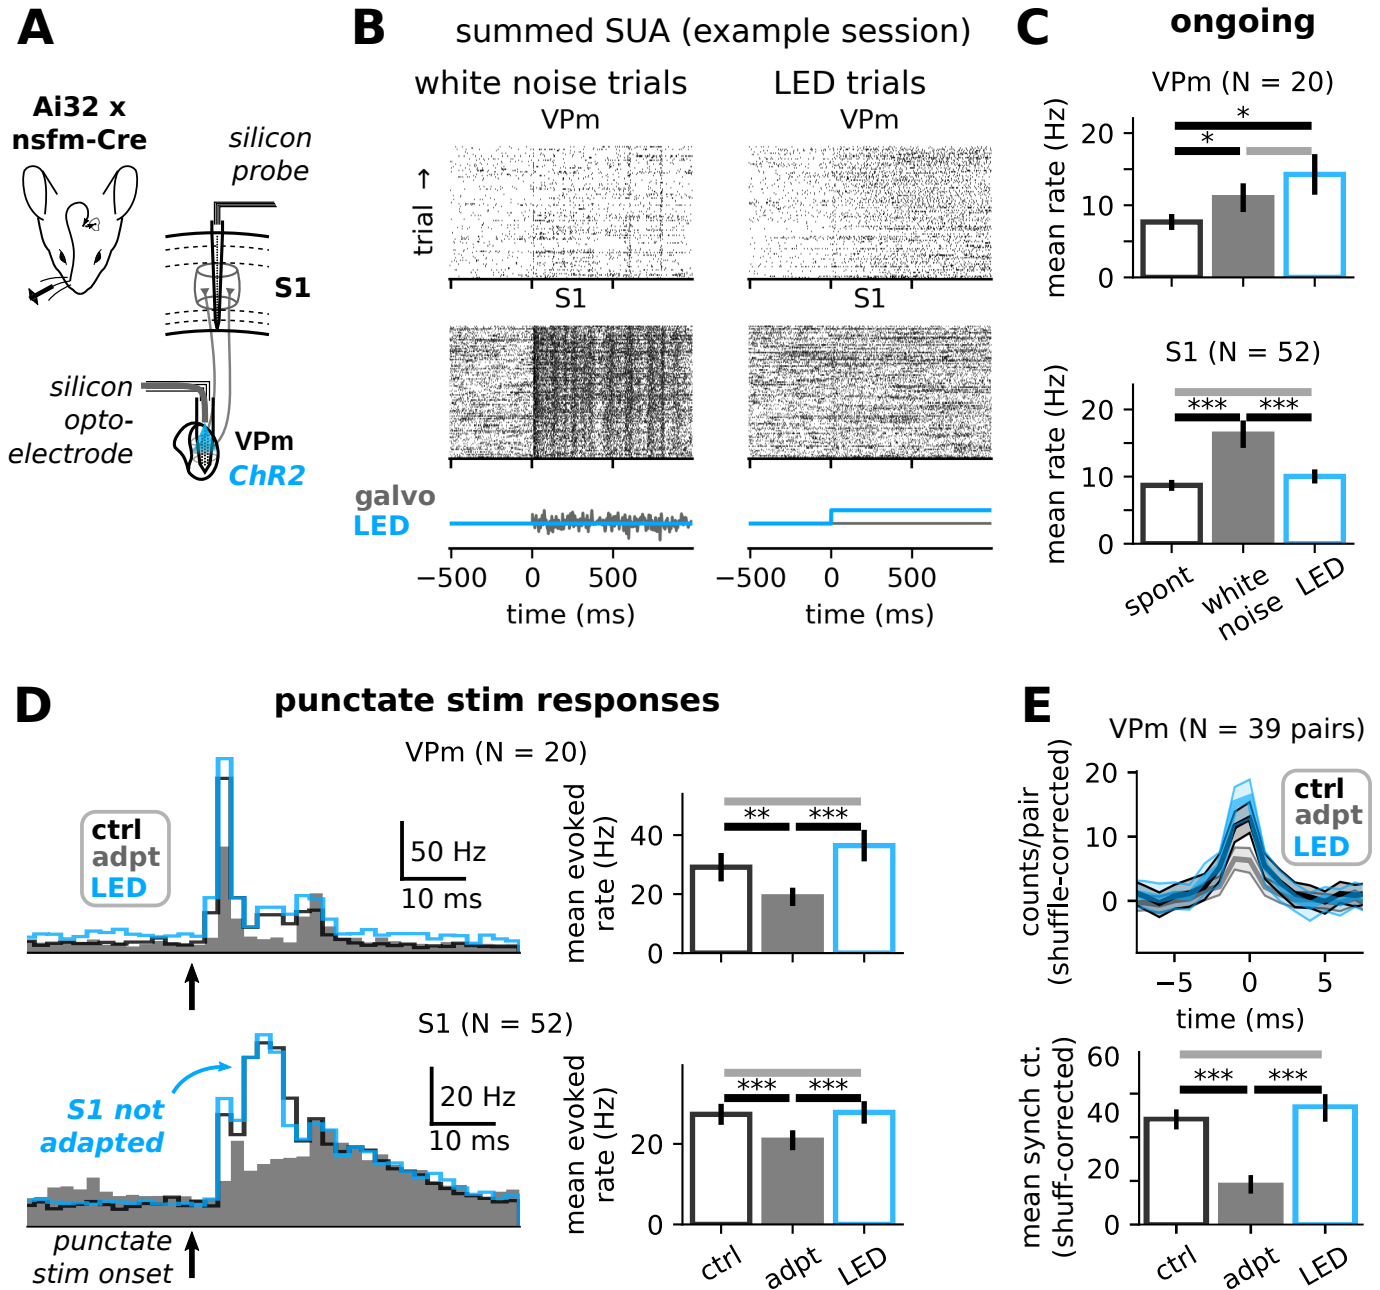 A
Ai32 x
nsfm-Cre
silicon
probe
S1
silicon
opto-
electrode
VPm
ChR2
B
summed SUA (example session)
white noise trials
LED trials
VPm
VPm
trial →
S1
S1
galvo
LED
−500 0 500
−500 0 500
time (ms)
time (ms)
C
ongoing
VPm (N = 20)
mean rate (Hz)
20
10
0
*
*
S1 (N = 52)
mean rate (Hz)
20
10
0
*** ***
spont
white
noise
LED
D
punctate stim responses
VPm (N = 20)
ctrl
adpt
LED
50 Hz
10 ms
mean evoked
rate (Hz)
40
20
0
** ***
S1 (N = 52)
20 Hz
10 ms
S1 not
adapted
punctate
stim onset
mean evoked
rate (Hz)
20
0
*** ***
ctrl
adpt
LED
E
VPm (N = 39 pairs)
counts/pair
(shuffle-corrected)
20
10
0
ctrl
adpt
LED
−5 0 5
time (ms)
mean synch ct.
(shuff-corrected)
60
40
20
0
*** ***
ctrl
adpt
LED